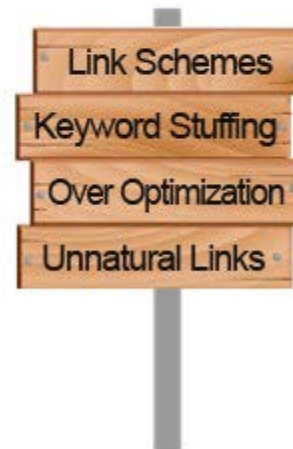 Link Schemes
Keyword Stuffing
Over Optimization
Unnatural Links